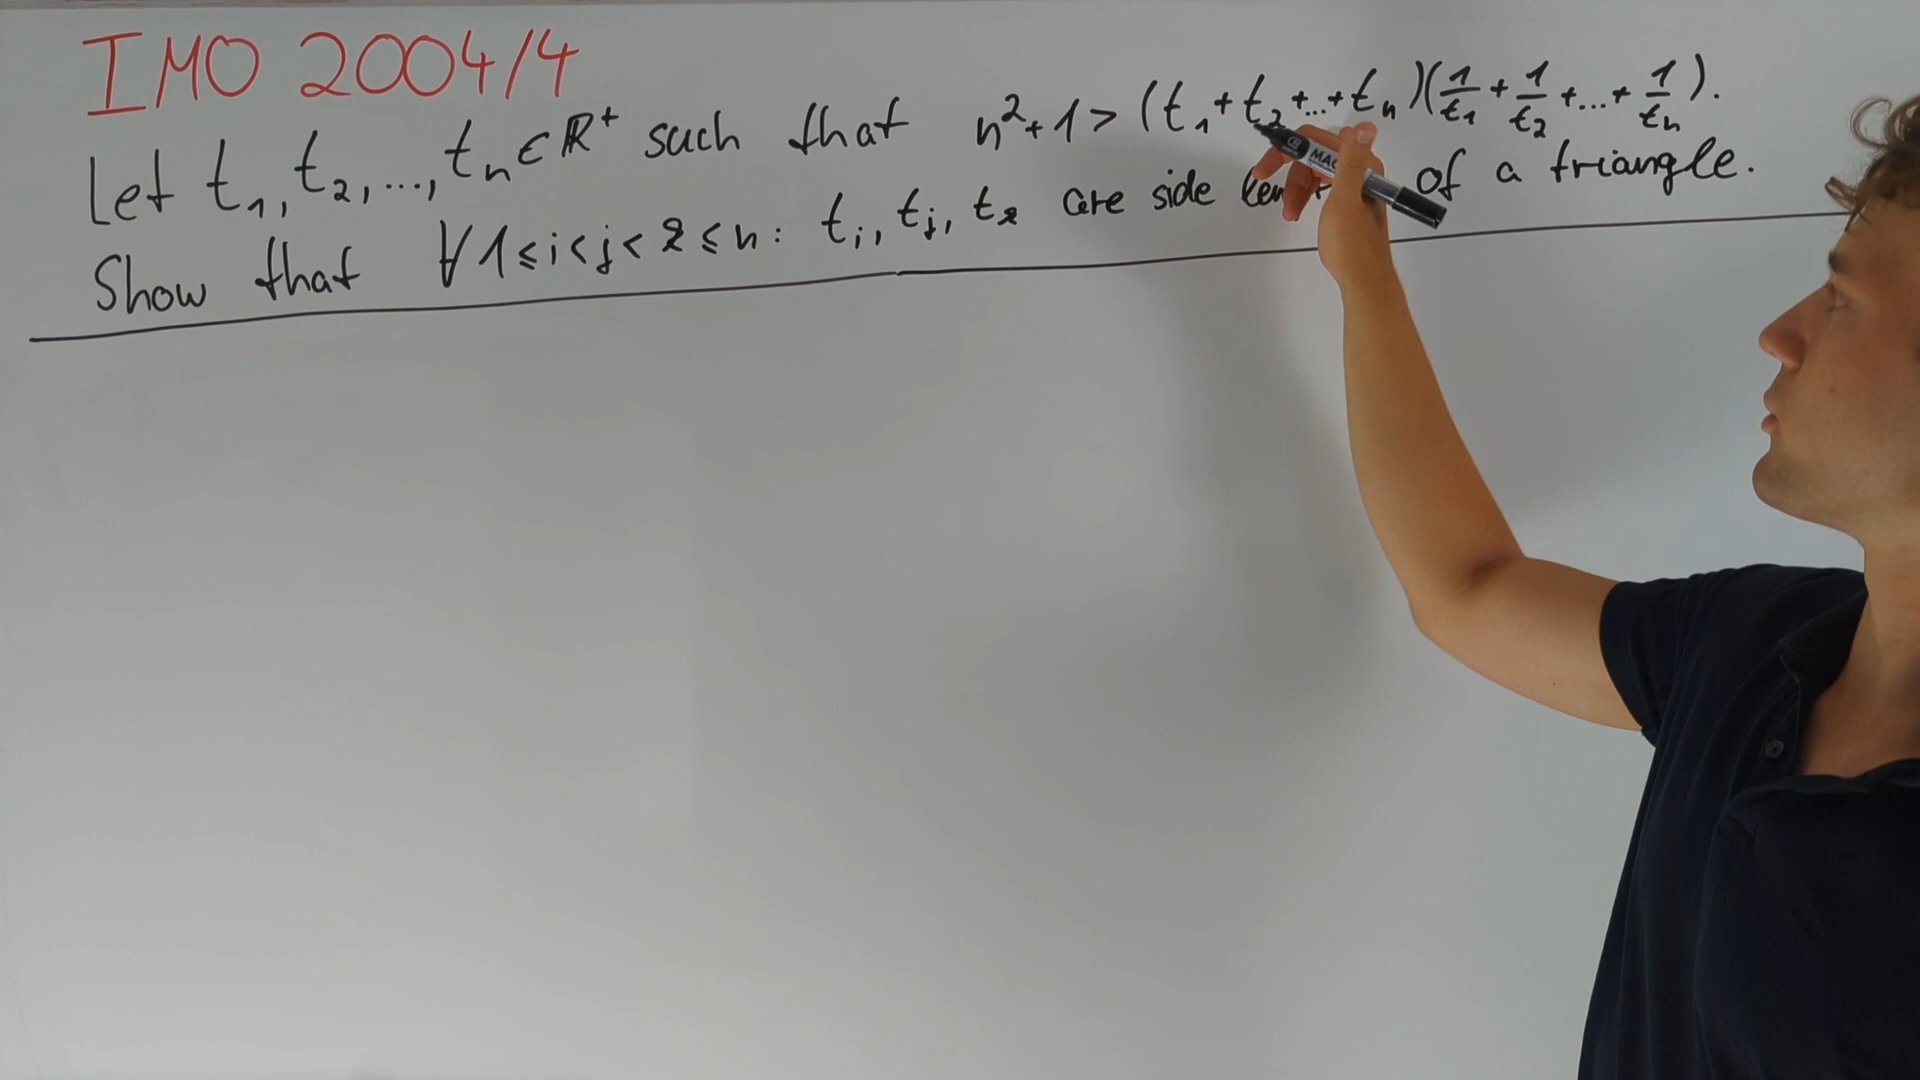 IMO 2004/4
Let t₁, t₂, ..., tₙ ∈ ℝ⁺ such that n²+1 > (t₁+t₂+...+tₙ)(1/t₁+1/t₂+...+1/tₙ).
Show that ∀ 1≤i<j<k≤n: tᵢ, tⱼ, tₖ are side of a triangle.